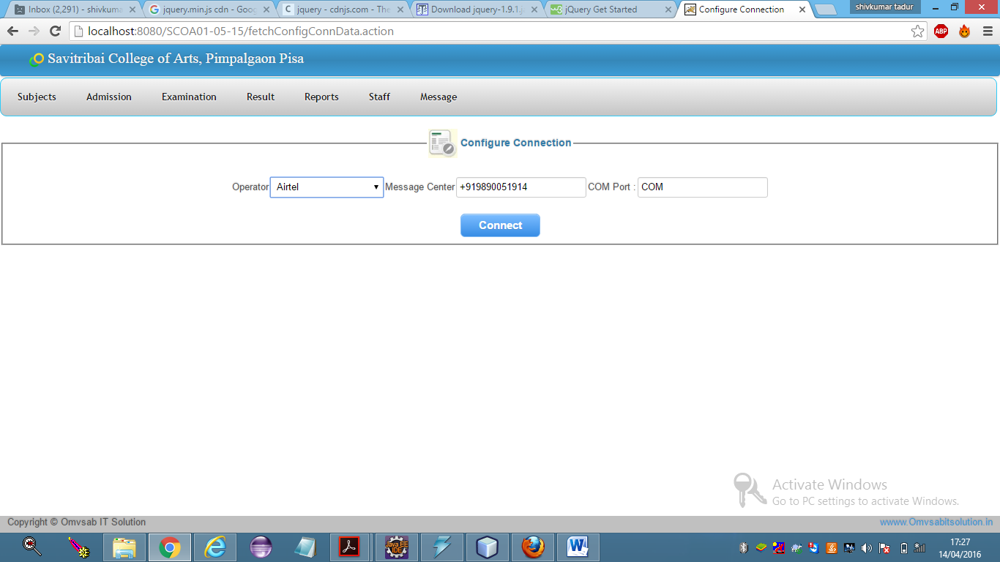 Inbox (2,291) - shivkuma
jquery.min.js cdn - Goog
jquery - cdnjs.com - The
Download jquery-1.9.1.j
jQuery Get Started
Configure Connection
shivkumar tadur
localhost:8080/SCOA01-05-15/fetchConfigConnData.action
ABP
Savitribai College of Arts, Pimpalgaon Pisa
Subjects Admission Examination Result Reports Staff Message
Configure Connection
Operator Airtel Message Center +919890051914 COM Port : COM
Connect
Activate Windows
Go to PC settings to activate Windows.
Copyright © Omvsab IT Solution
wwww.Omvsabitsolution.in
Java EE
IDE
17:27
14/04/2016